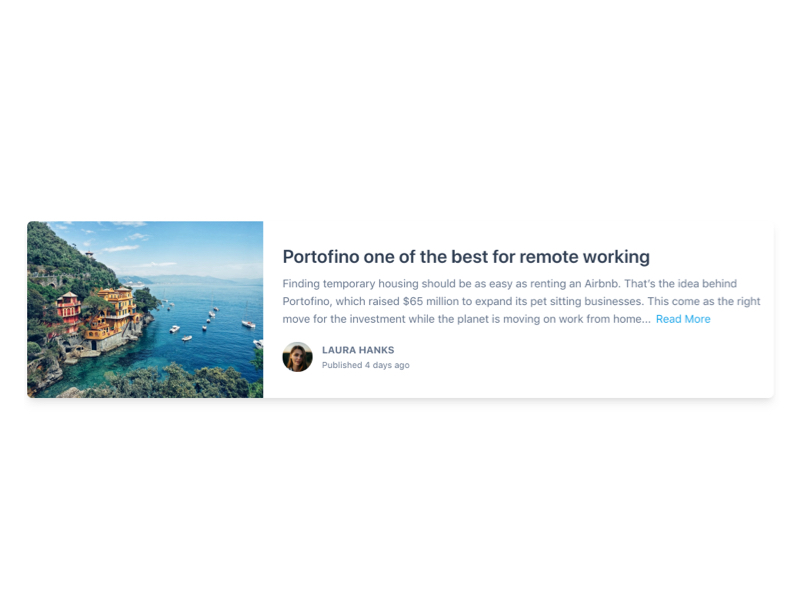 Portofino one of the best for remote working
Finding temporary housing should be as easy as renting an Airbnb. That's the idea behind
Portofino, which raised $65 million to expand its pet sitting businesses. This come as the right
move for the investment while the planet is moving on work from home... Read More
LAURA HANKS
Published 4 days ago